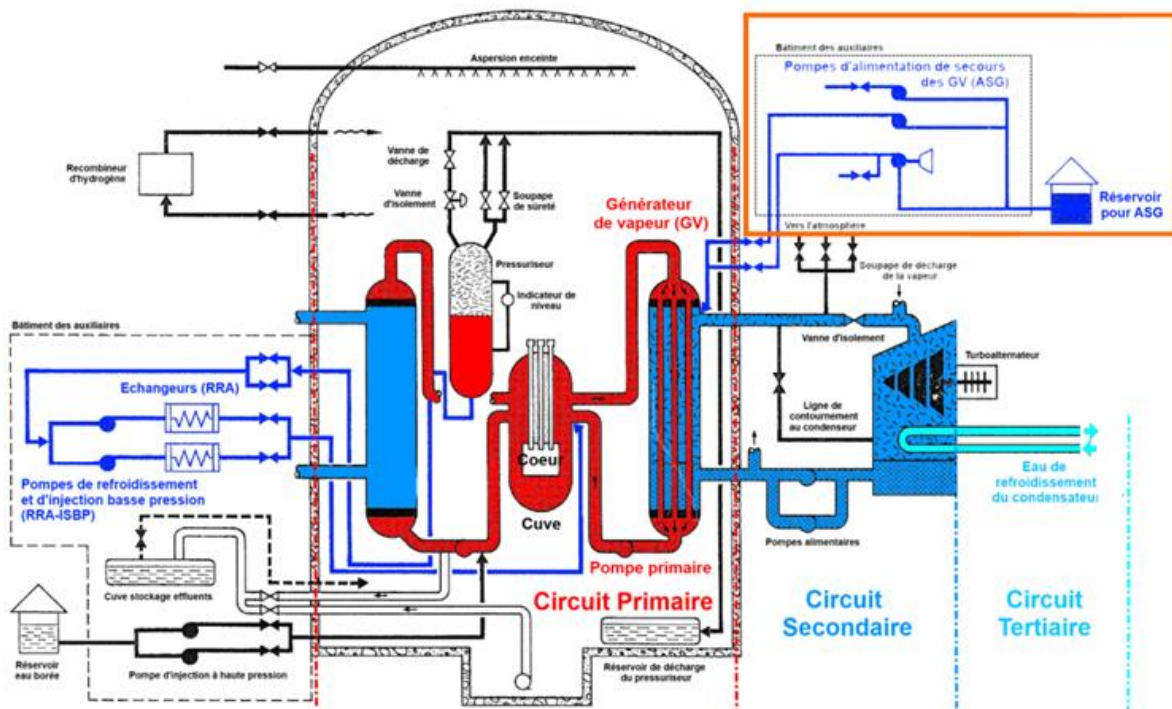 Aspersion enceinte
Bâtiment des auxiliaires
Pompes d'alimentation de secours
des GV (ASG)
Réservoir
pour ASG
Vers l'atmosphère
Soupape de décharge
de la vapeur
Recombineur
d'hydrogène
Vanne de
décharge
Vanne
d'isolement
Soupape
de sûreté
Générateur
de vapeur (GV)
Pressuriseur
Indicateur de
niveau
Vanne d'isolement
Turboalternateur
Bâtiment des auxiliaires
Echangeurs (RRA)
Ligne de
contournement
au condenseur
Coeur
Cuve
Eau de
refroidissement
du condensateur
Pompes de refroidissement
et d'injection basse pression
(RRA-ISBP)
Pompes alimentaires
Pompe primaire
Cuve stockage effluents
Circuit Primaire
Circuit
Secondaire
Circuit
Tertiaire
Réservoir
eau borée
Pompe d'injection à haute pression
Réservoir de décharge
du pressuriseur